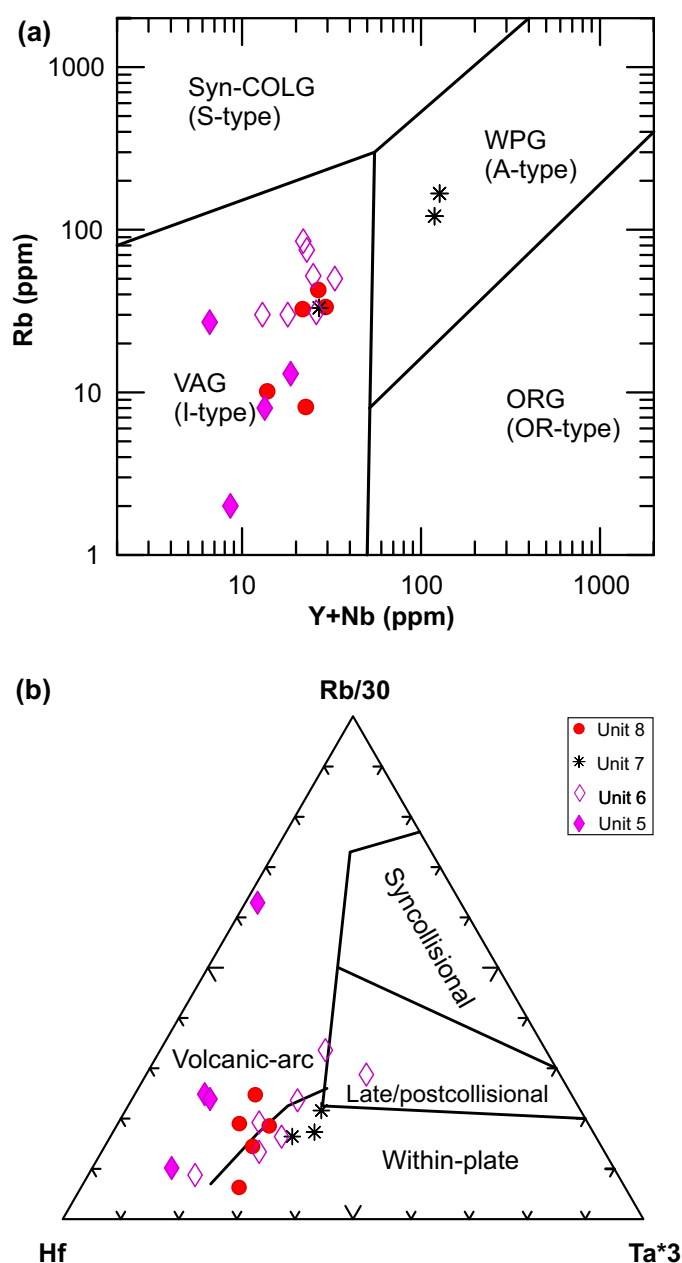 (a)
1000
100
10
1
Rb (ppm)
Syn-COLG
(S-type)
WPG
(A-type)
VAG
(I-type)
ORG
(OR-type)
10
100
1000
Y+Nb (ppm)
(b)
Rb/30
Unit 8
Unit 7
Unit 6
Unit 5
Syncollisional
Volcanic-arc
Late/postcollisional
Within-plate
Hf
Ta*3